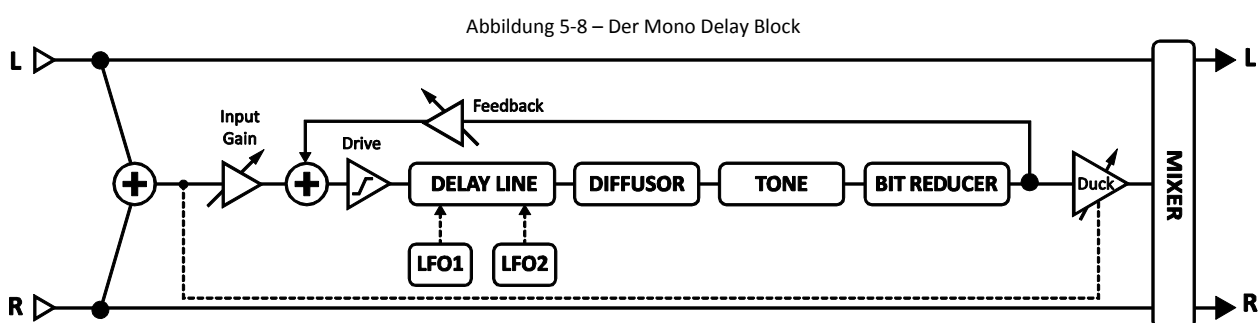 Abbildung 5-8 – Der Mono Delay Block
L
L
Feedback
Input
Gain
Drive
DELAY LINE
DIFFUSOR
TONE
BIT REDUCER
Duck
MIXER
LFO1
LFO2
R
R